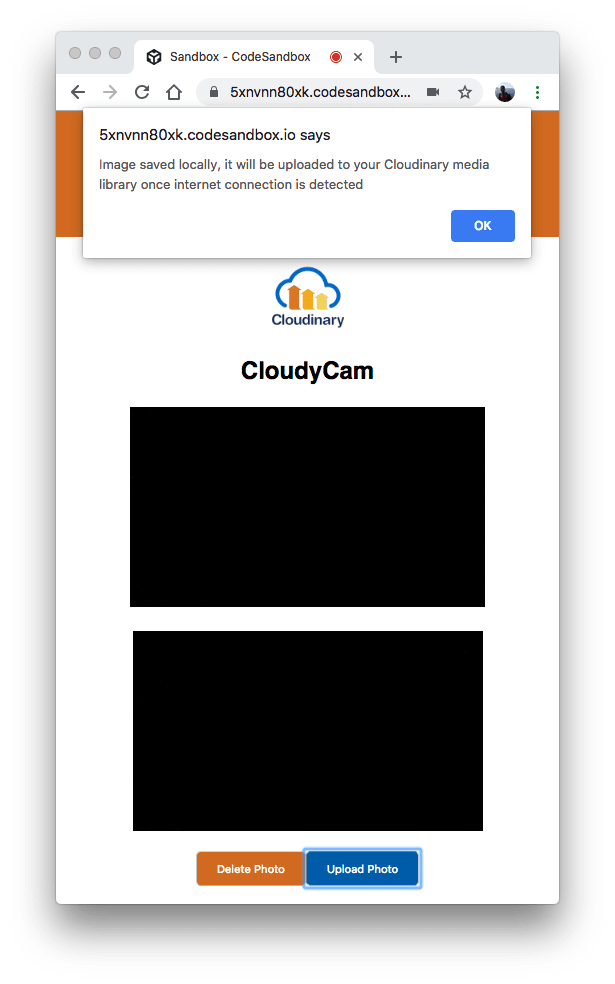 Sandbox - CodeSandbox
5xnvnn80xk.codesandbox...
5xnvnn80xk.codesandbox.io says
Image saved locally, it will be uploaded to your Cloudinary media
library once internet connection is detected
OK
Cloudinary
CloudyCam
Delete Photo
Upload Photo